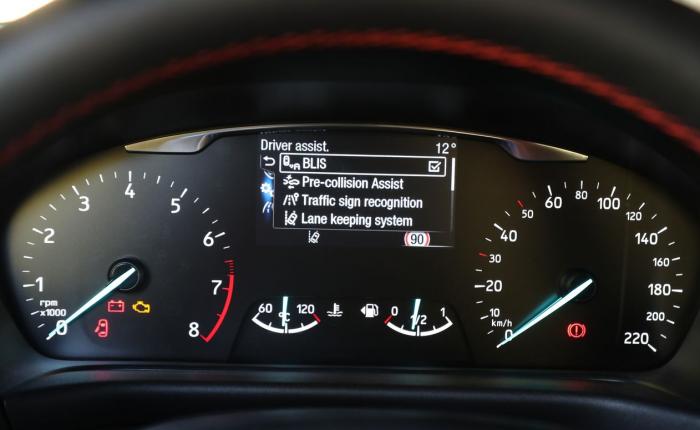 Driver assist. 12°
BLIS
Pre-collision Assist
Traffic sign recognition
Lane keeping system
90
0 1 2 3 4 5 6 7 8
rpm
x1000
60 120
°C
0 1/2 1
0 10 20 30 40 50 60 80 100 120 140 160 180 200 220
km/h